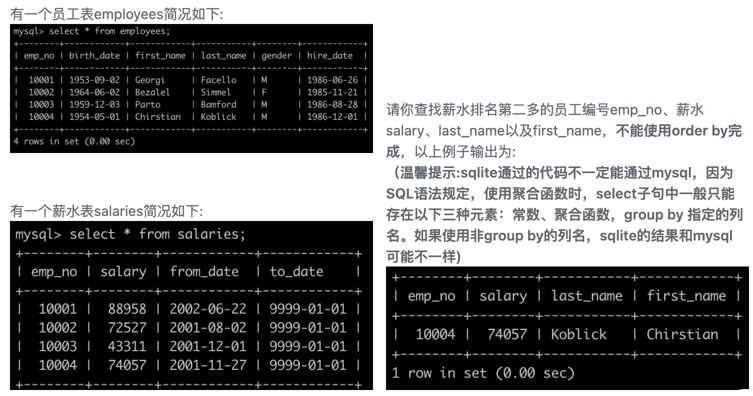 有一个员工表employees简况如下:
mysql> select * from employees;
+--------+------------+------------+-----------+--------+------------+
| emp_no | birth_date | first_name | last_name | gender | hire_date |
+--------+------------+------------+-----------+--------+------------+
| 10001 | 1953-09-02 | Georgi | Facello | M | 1986-06-26 |
| 10002 | 1964-06-02 | Bezalel | Simmel | F | 1985-11-21 |
| 10003 | 1959-12-03 | Parto | Bamford | M | 1986-08-28 |
| 10004 | 1954-05-01 | Chirstian | Koblick | M | 1986-12-01 |
+--------+------------+------------+-----------+--------+------------+
4 rows in set (0.00 sec)
有一个薪水表salaries简况如下:
mysql> select * from salaries;
+--------+--------+------------+------------+
| emp_no | salary | from_date | to_date |
+--------+--------+------------+------------+
| 10001 | 88958 | 2002-06-22 | 9999-01-01 |
| 10002 | 72527 | 2001-08-02 | 9999-01-01 |
| 10003 | 43311 | 2001-12-01 | 9999-01-01 |
| 10004 | 74057 | 2001-11-27 | 9999-01-01 |
+--------+--------+------------+------------+
请你查找薪水排名第二多的员工编号emp_no、薪水
salary、last_name以及first_name，不能使用order by完
成，以上例子输出为:
（温馨提示:sqlite通过的代码不一定能通过mysql，因为
SQL语法规定，使用聚合函数时，select子句中一般只能
存在以下三种元素：常数、聚合函数，group by 指定的列
名。如果使用非group by的列名，sqlite的结果和mysql
可能不一样)
+--------+--------+-----------+------------+
| emp_no | salary | last_name | first_name |
+--------+--------+-----------+------------+
| 10004 | 74057 | Koblick | Chirstian |
+--------+--------+-----------+------------+
1 row in set (0.00 sec)